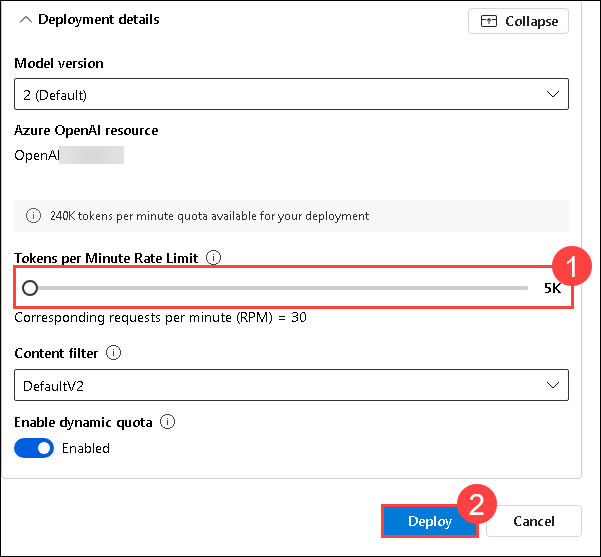 Deployment details
Collapse
Model version
2 (Default)
Azure OpenAI resource
OpenAI
240K tokens per minute quota available for your deployment
Tokens per Minute Rate Limit
1
5K
Corresponding requests per minute (RPM) = 30
Content filter
DefaultV2
Enable dynamic quota
Enabled
2
Deploy
Cancel